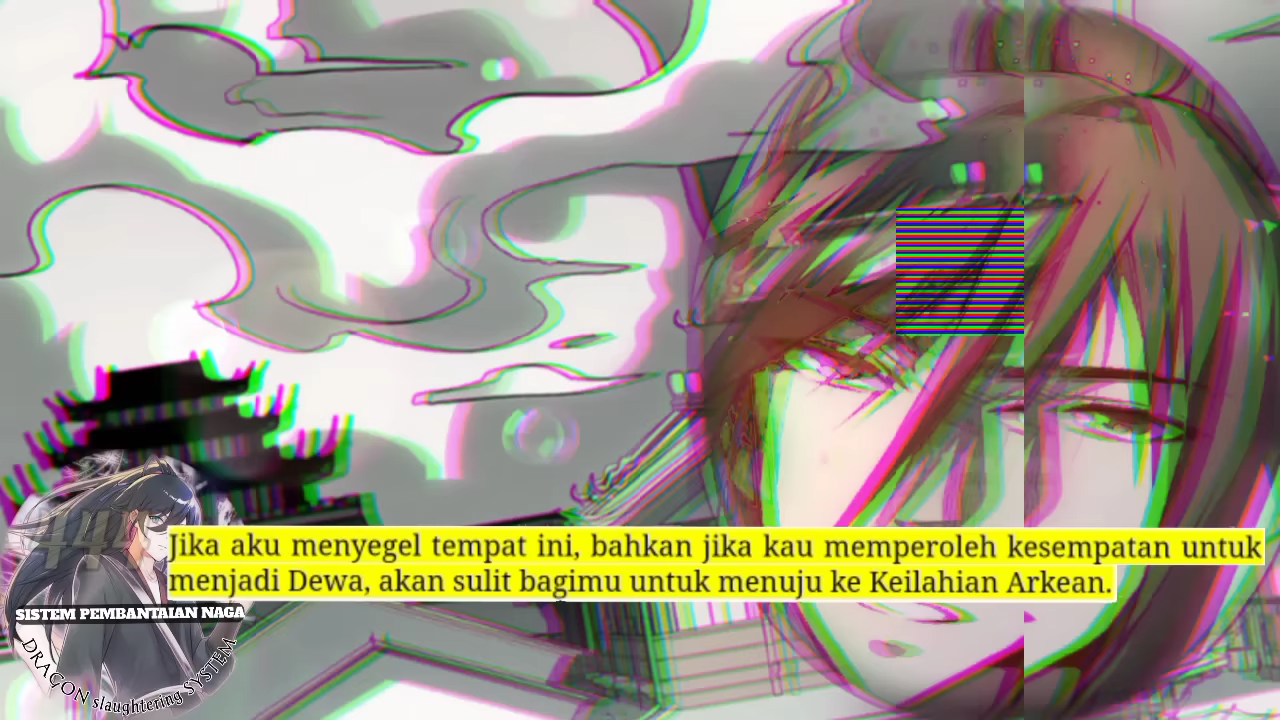 Jika aku menyegel tempat ini, bahkan jika kau memperoleh kesempatan untuk
menjadi Dewa, akan sulit bagimu untuk menuju ke Keilahian Arkean.
SISTEM PEMBANTAIAN NAGA
DRAGON slaughtering SYSTEM